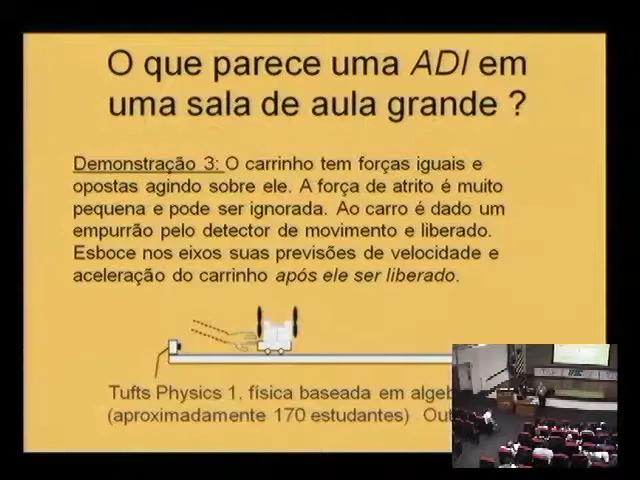 O que parece uma ADI em
uma sala de aula grande ?
Demonstração 3: O carrinho tem forças iguais e
opostas agindo sobre ele. A força de atrito é muito
pequena e pode ser ignorada. Ao carro é dado um
empurrão pelo detector de movimento e liberado.
Esboce nos eixos suas previsões de velocidade e
aceleração do carrinho após ele ser liberado.
Tufts Physics 1, física baseada em algeb
(aproximadamente 170 estudantes) Out